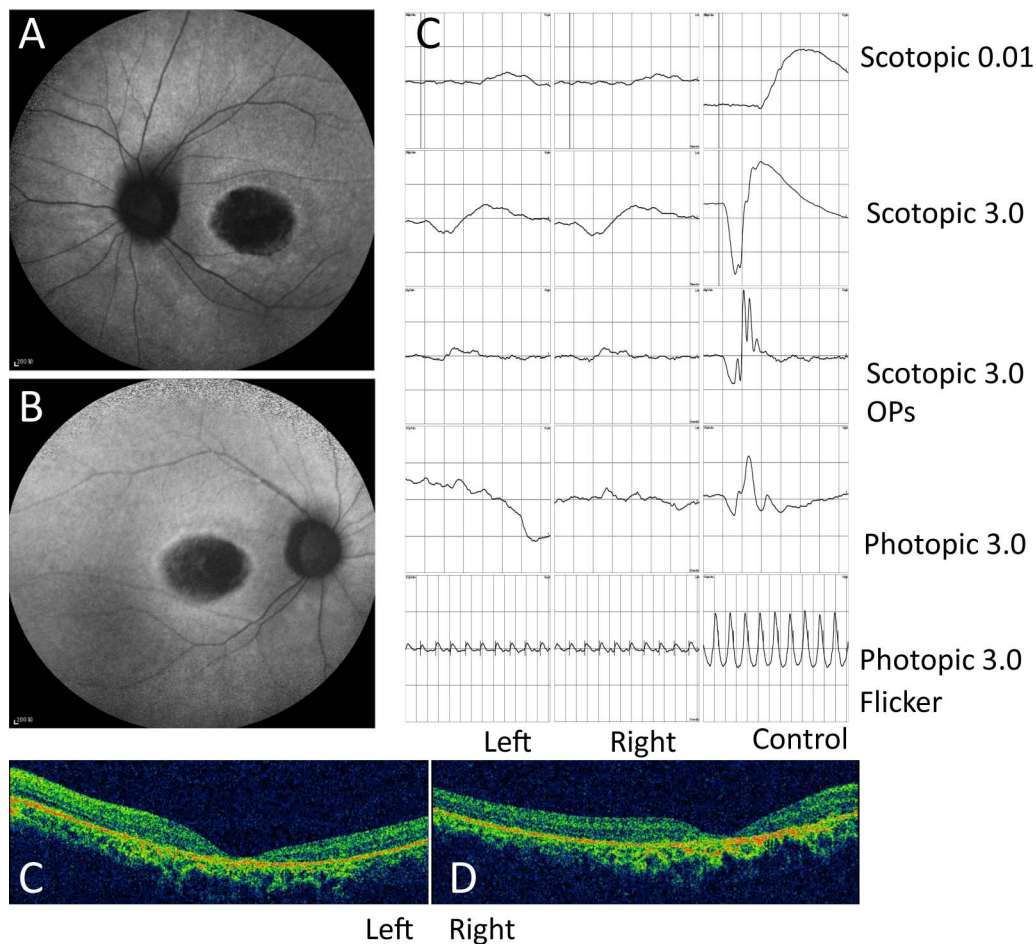 A
B
C
Scotopic 0.01
Scotopic 3.0
Scotopic 3.0
OPs
Photopic 3.0
Photopic 3.0
Flicker
Left
Right
Control
C
D
Left
Right